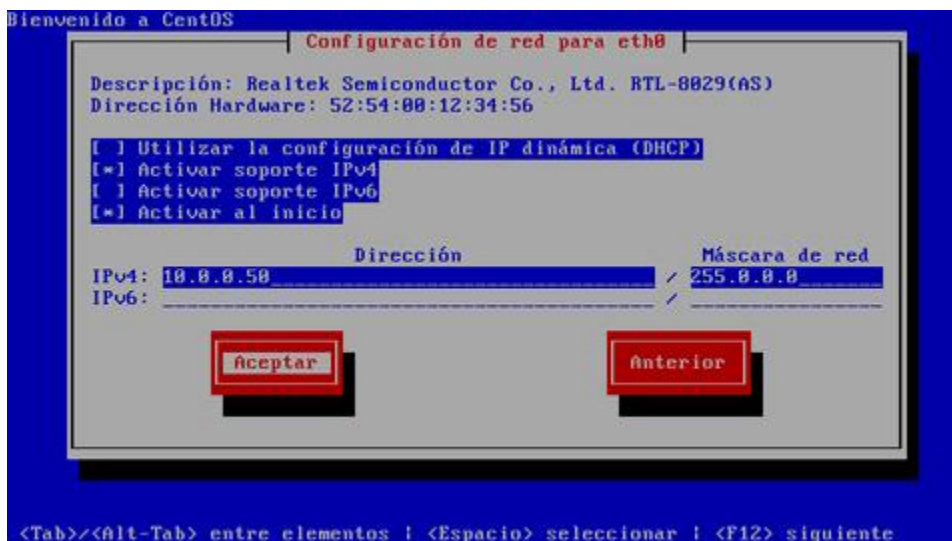 Bienvenido a CentOS
Configuración de red para eth0
Descripción: Realtek Semiconductor Co., Ltd. RTL-8029(AS)
Dirección Hardware: 52:54:00:12:34:56
[ ] Utilizar la configuración de IP dinámica (DHCP)
[*] Activar soporte IPv4
[ ] Activar soporte IPv6
[*] Activar al inicio
Dirección Máscara de red
IPv4: 10.0.0.50 / 255.0.0.0
IPv6: /
Aceptar Anterior
<Tab>/<Alt-Tab> entre elementos | <Espacio> seleccionar | <F12> siguiente